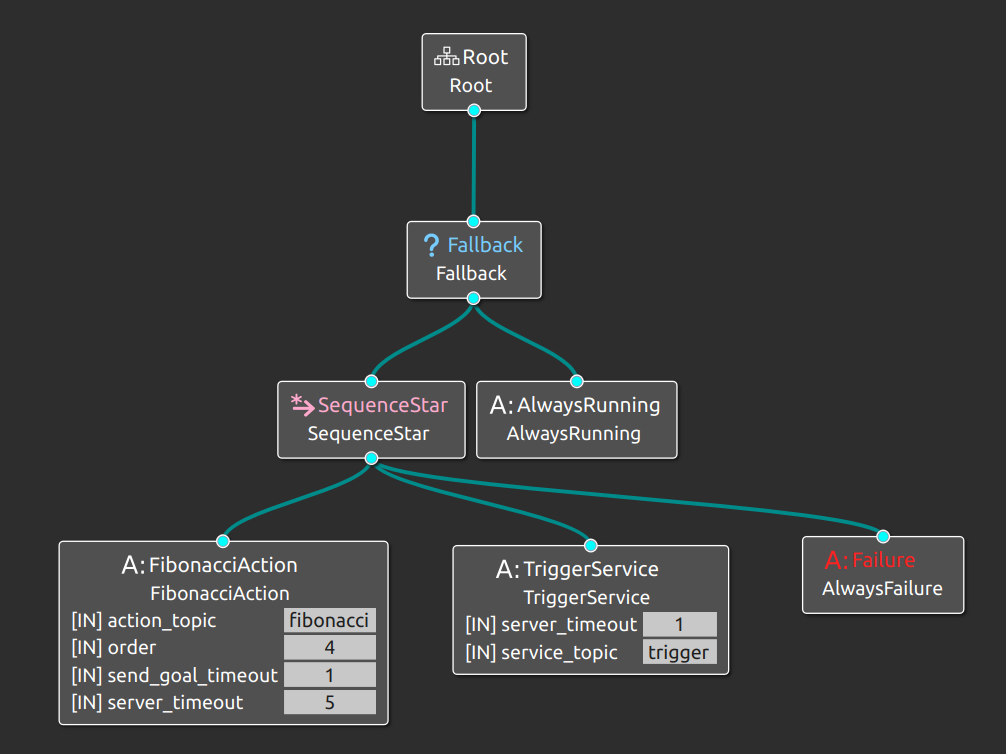 Root
Root
? Fallback
Fallback
*SequenceStar
SequenceStar
A: AlwaysRunning
AlwaysRunning
A: FibonacciAction
FibonacciAction
[IN] action_topic fibonacci
[IN] order 4
[IN] send_goal_timeout 1
[IN] server_timeout 5
A: TriggerService
TriggerService
[IN] server_timeout 1
[IN] service_topic trigger
A: Failure
AlwaysFailure